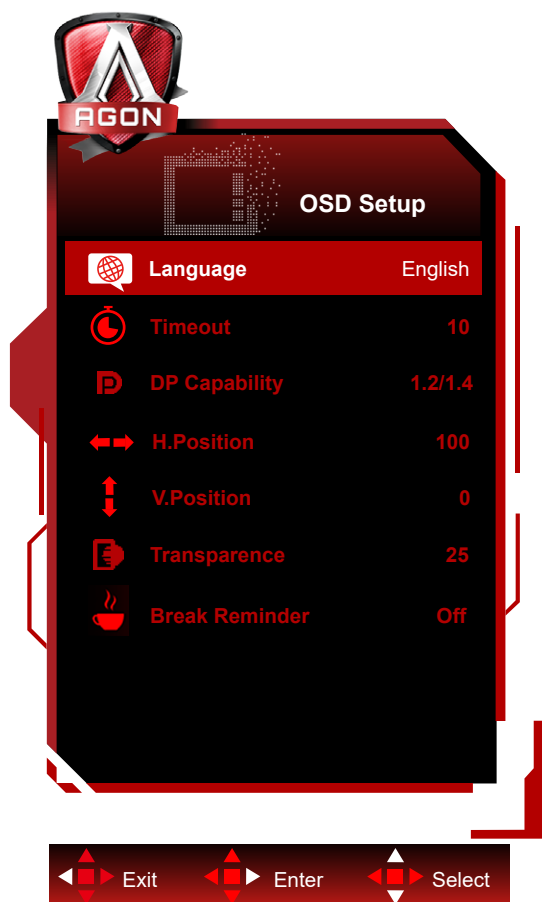 AGON
OSD Setup
Language English
Timeout 10
DP Capability 1.2/1.4
H.Position 100
V.Position 0
Transparence 25
Break Reminder Off
Exit Enter Select